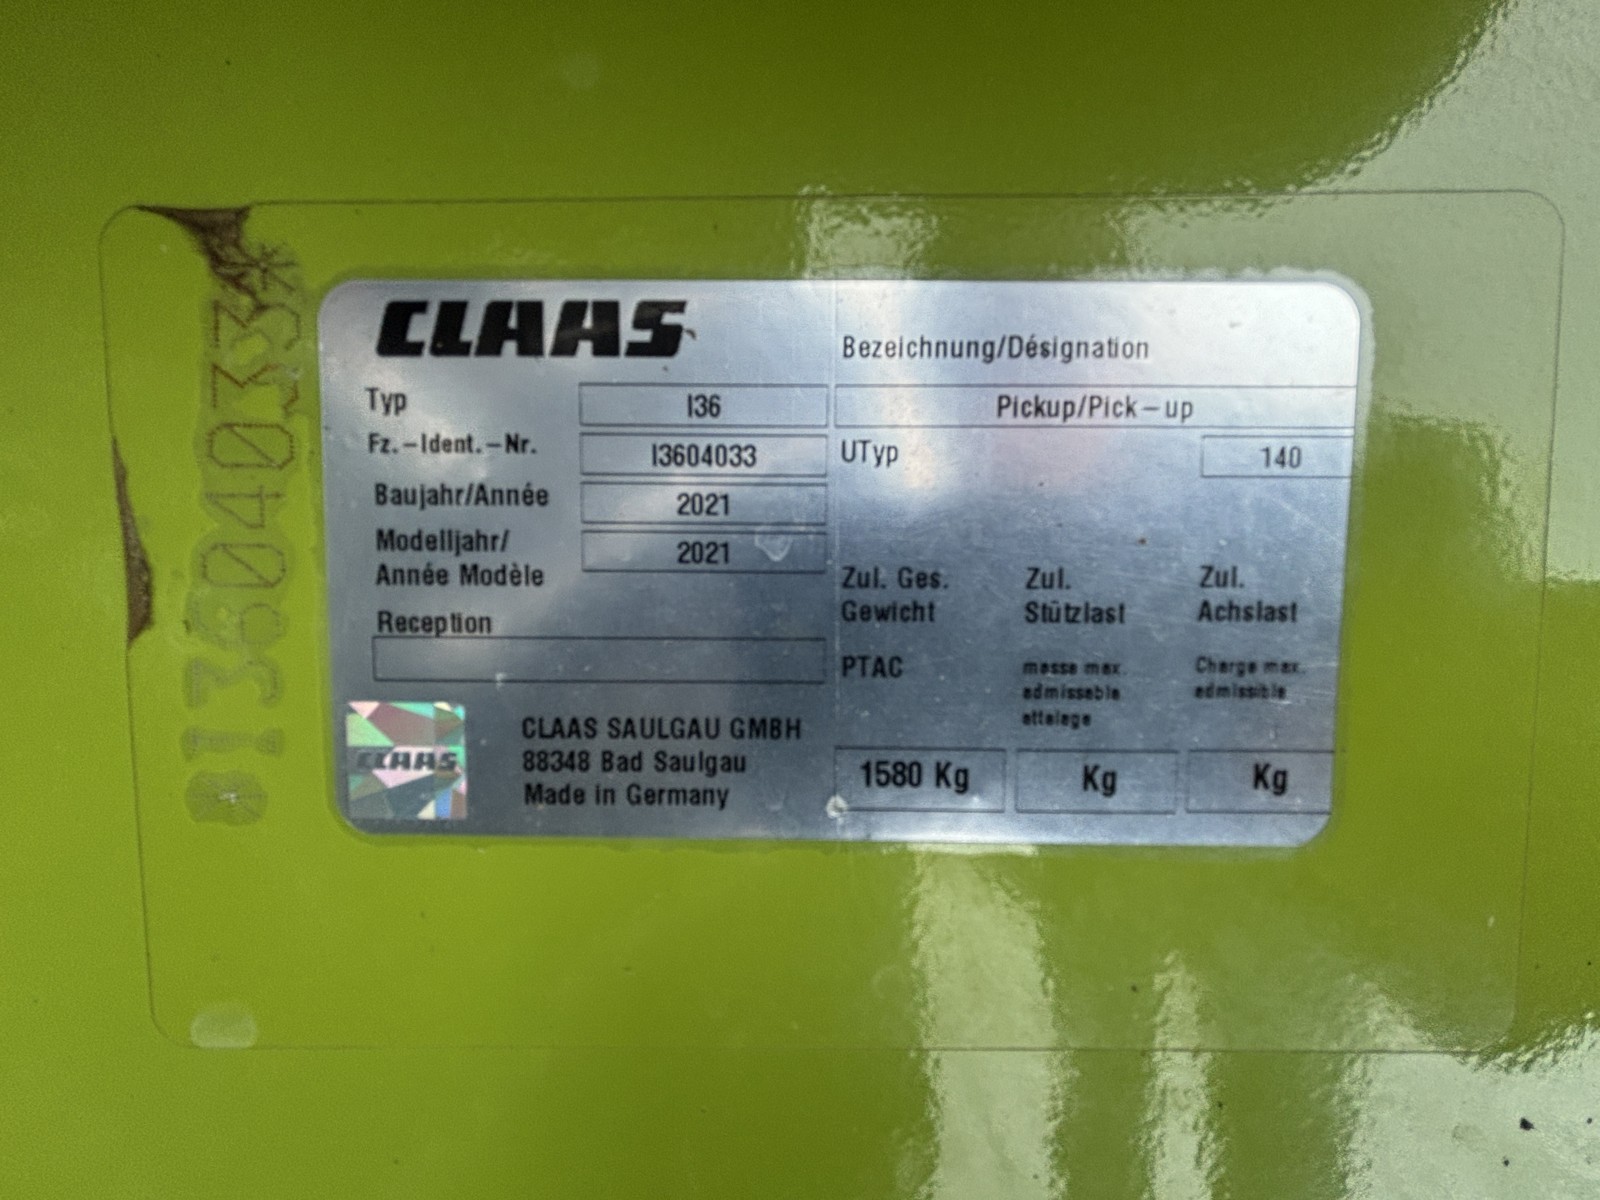 CLAAS
Bezeichnung/Désignation
Typ I36 Pickup/Pick-up
Fz.-Ident.-Nr. I3604033 UTyp 140
Baujahr/Année 2021
Modelljahr/
Année Modèle 2021
Reception
Zul. Ges. Zul. Zul.
Gewicht Stützlast Achslast
PTAC masse max. Charge max.
admissable admissible
attelage
1580 Kg Kg Kg
CLAAS
CLAAS SAULGAU GMBH
88348 Bad Saulgau
Made in Germany
*I3604033*